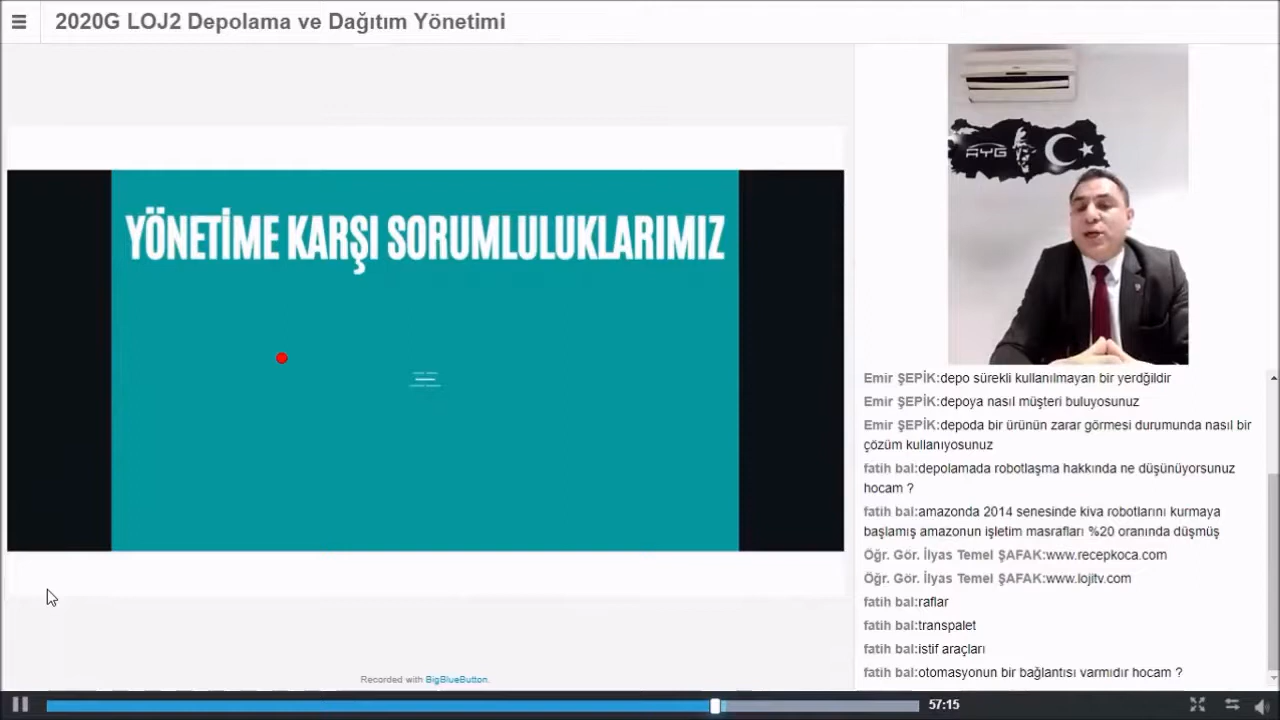 2020G LOJ2 Depolama ve Dağıtım Yönetimi
YÖNETİME KARŞI SORUMLULUKLARIMIZ
AYG
Emir ŞEPİK:depo sürekli kullanılmayan bir yerdğildir
Emir ŞEPİK:depoya nasıl müşteri buluyosunuz
Emir ŞEPİK:depoda bir ürünün zarar görmesi durumunda nasıl bir
çözüm kullanıyosunuz
fatih bal:depolamada robotlaşma hakkında ne düşünüyorsunuz
hocam ?
fatih bal:amazonda 2014 senesinde kiva robotlarını kurmaya
başlamış amazonun işletim masrafları %20 oranında düşmüş
Öğr. Gör. İlyas Temel ŞAFAK:www.recepkoca.com
Öğr. Gör. İlyas Temel ŞAFAK:www.lojitv.com
fatih bal:raflar
fatih bal:transpalet
fatih bal:istif araçları
fatih bal:otomasyonun bir bağlantısı varmıdır hocam ?
Recorded with BigBlueButton.
57:15